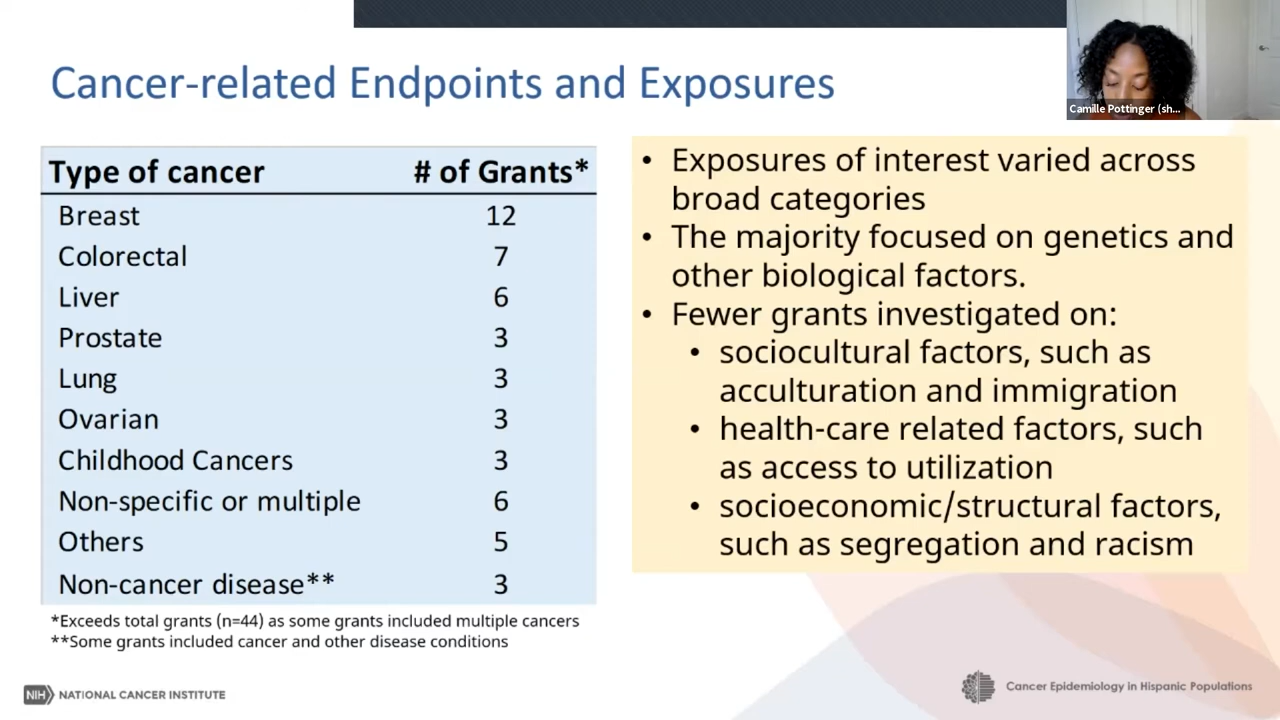 Camille Pottinger (sh...
Cancer-related Endpoints and Exposures
Type of cancer # of Grants*
Breast 12
Colorectal 7
Liver 6
Prostate 3
Lung 3
Ovarian 3
Childhood Cancers 3
Non-specific or multiple 6
Others 5
Non-cancer disease** 3
*Exceeds total grants (n=44) as some grants included multiple cancers
**Some grants included cancer and other disease conditions
• Exposures of interest varied across
broad categories
• The majority focused on genetics and
other biological factors.
• Fewer grants investigated on:
• sociocultural factors, such as
acculturation and immigration
• health-care related factors, such
as access to utilization
• socioeconomic/structural factors,
such as segregation and racism
NIH NATIONAL CANCER INSTITUTE
Cancer Epidemiology in Hispanic Populations